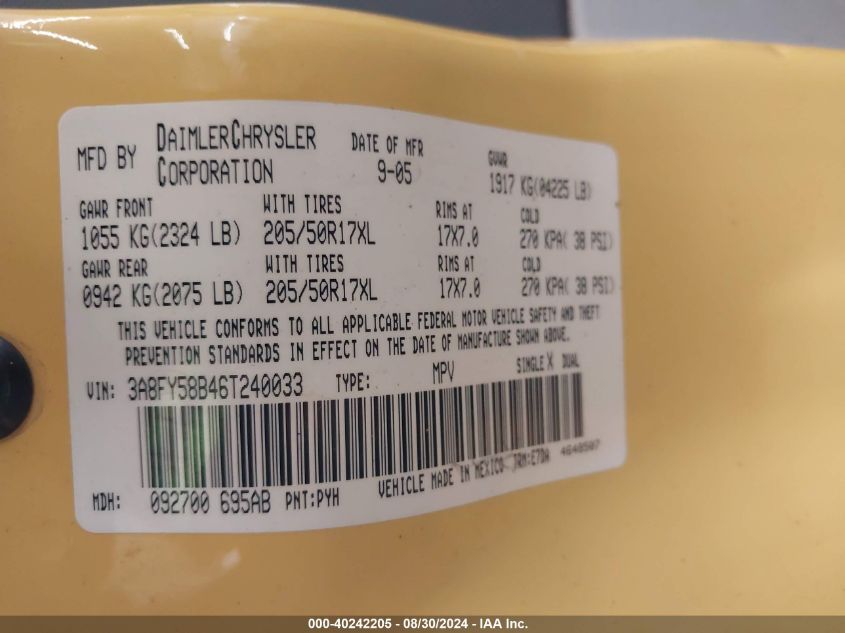 MFD BY DAIMLERCHRYSLER CORPORATION DATE OF MFR 9-05 GVWR 1917 KG(04225 LB)
GAWR FRONT WITH TIRES RIMS AT COLD
1055 KG(2324 LB) 205/50R17XL 17X7.0 270 KPA( 38 PSI)
GAWR REAR WITH TIRES RIMS AT COLD
0942 KG(2075 LB) 205/50R17XL 17X7.0 270 KPA( 38 PSI)
THIS VEHICLE CONFORMS TO ALL APPLICABLE FEDERAL MOTOR VEHICLE SAFETY AND THEFT
PREVENTION STANDARDS IN EFFECT ON THE DATE OF MANUFACTURE SHOWN ABOVE.
VIN: 3A8FY58B46T240033 TYPE: MPV SINGLE X DUAL
MDH: 092700 695AB PNT:PYH VEHICLE MADE IN MEXICO TRM:E7DA 4648507
000-40242205 - 08/30/2024 - IAA Inc.